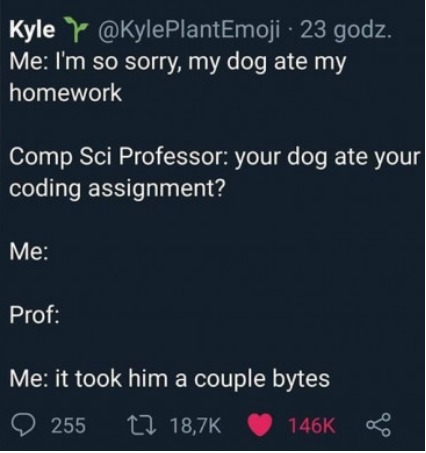 Kyle 🌱 @KylePlantEmoji · 23 godz.
Me: I'm so sorry, my dog ate my
homework
Comp Sci Professor: your dog ate your
coding assignment?
Me:
Prof:
Me: it took him a couple bytes
255 18,7K 146K